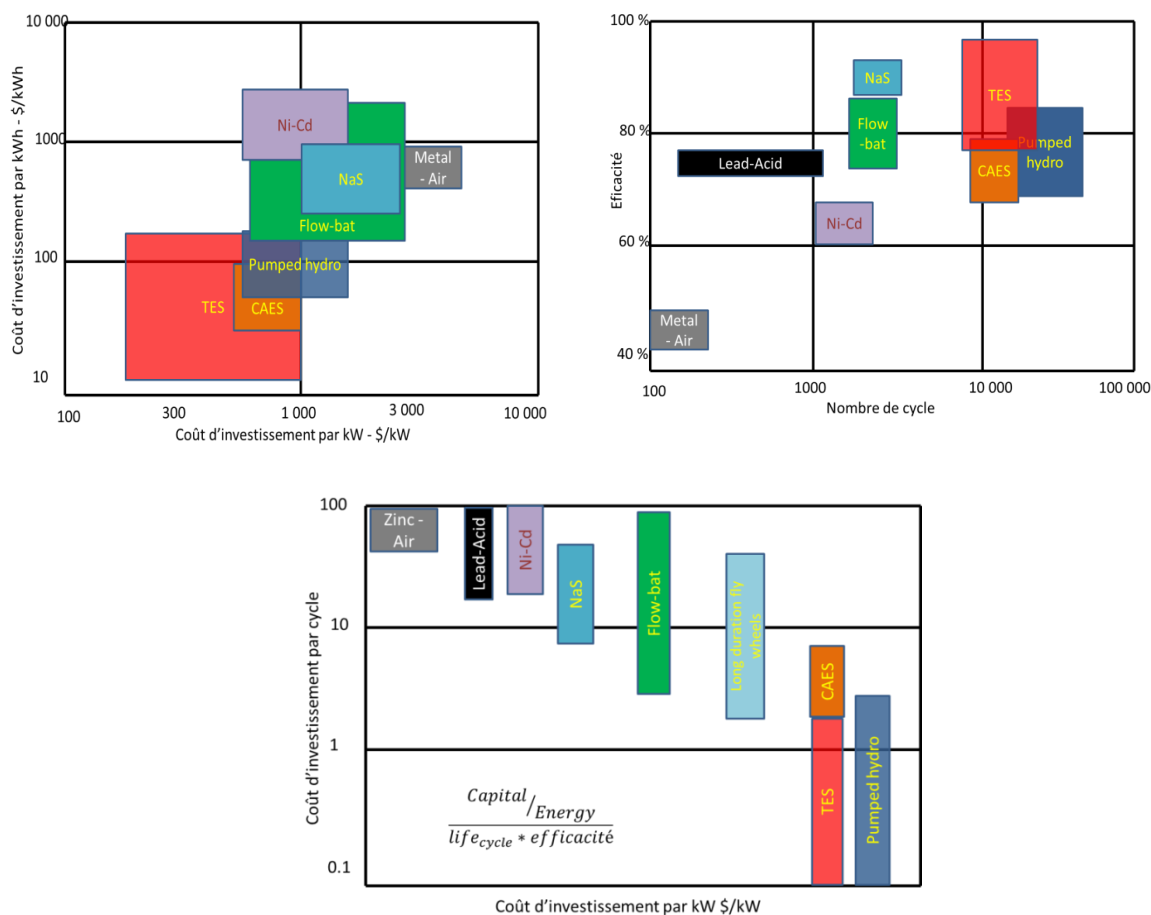 10 000
1000
100
10
Coût d'investissement par kWh - $/kWh
Ni-Cd
NaS
Metal
- Air
Flow-bat
Pumped hydro
TES
CAES
100
300
1 000
3 000
10 000
Coût d'investissement par kW - $/kW
100 %
80 %
60 %
40 %
Eficacité
NaS
TES
Flow
-bat
Pumped
hydro
Lead-Acid
CAES
Ni-Cd
Metal
- Air
100
1000
10 000
100 000
Nombre de cycle
100
10
1
0.1
Coût d'investissement par cycle
Zinc -
Air
Lead-Acid
Ni-Cd
NaS
Flow-bat
Long duration fly
wheels
CAES
TES
Pumped hydro
Capital/Energy
life cycle * efficacité
Coût d'investissement par kW $/kW